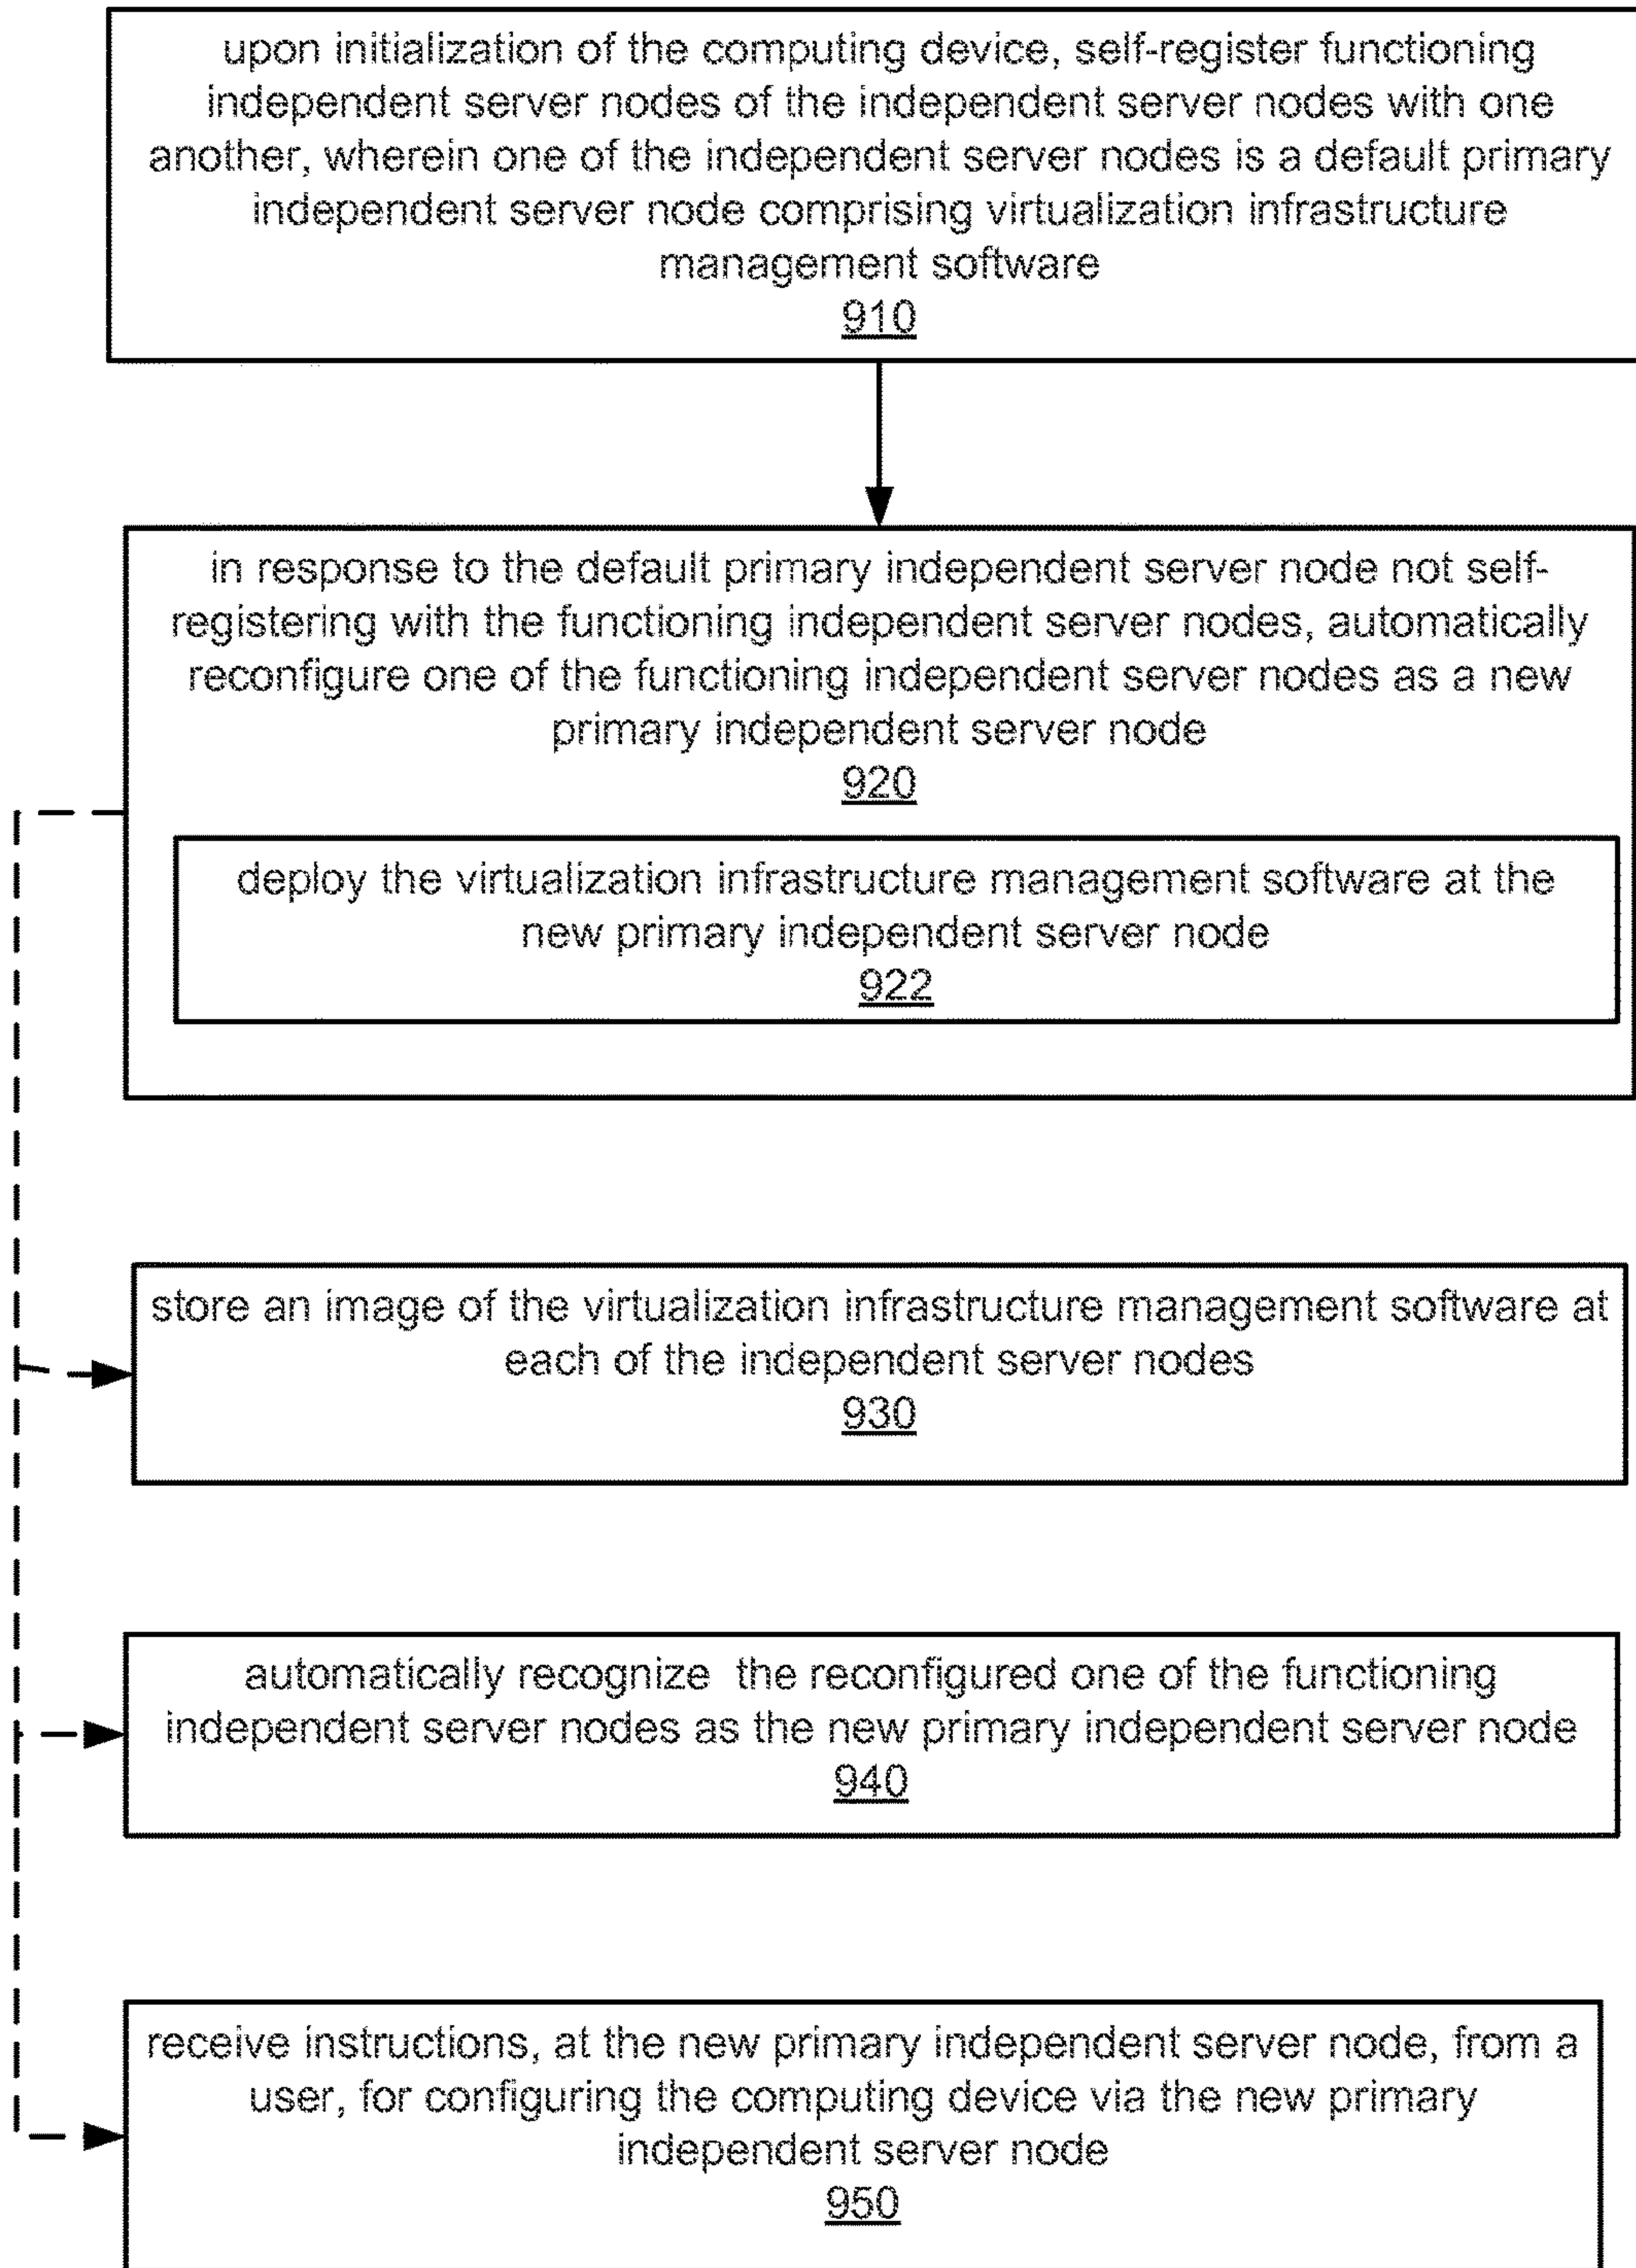 upon initialization of the computing device, self-register functioning
independent server nodes of the independent server nodes with one
another, wherein one of the independent server nodes is a default primary
independent server node comprising virtualization infrastructure
management software
910
in response to the default primary independent server node not self-
registering with the functioning independent server nodes, automatically
reconfigure one of the functioning independent server nodes as a new
primary independent server node
920
deploy the virtualization infrastructure management software at the
new primary independent server node
922
store an image of the virtualization infrastructure management software at
each of the independent server nodes
930
automatically recognize the reconfigured one of the functioning
independent server nodes as the new primary independent server node
940
receive instructions, at the new primary independent server node, from a
user, for configuring the computing device via the new primary
independent server node
950